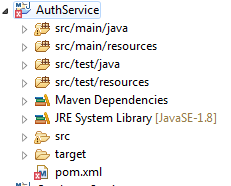 AuthService
src/main/java
src/main/resources
src/test/java
src/test/resources
Maven Dependencies
JRE System Library [JavaSE-1.8]
src
target
pom.xml